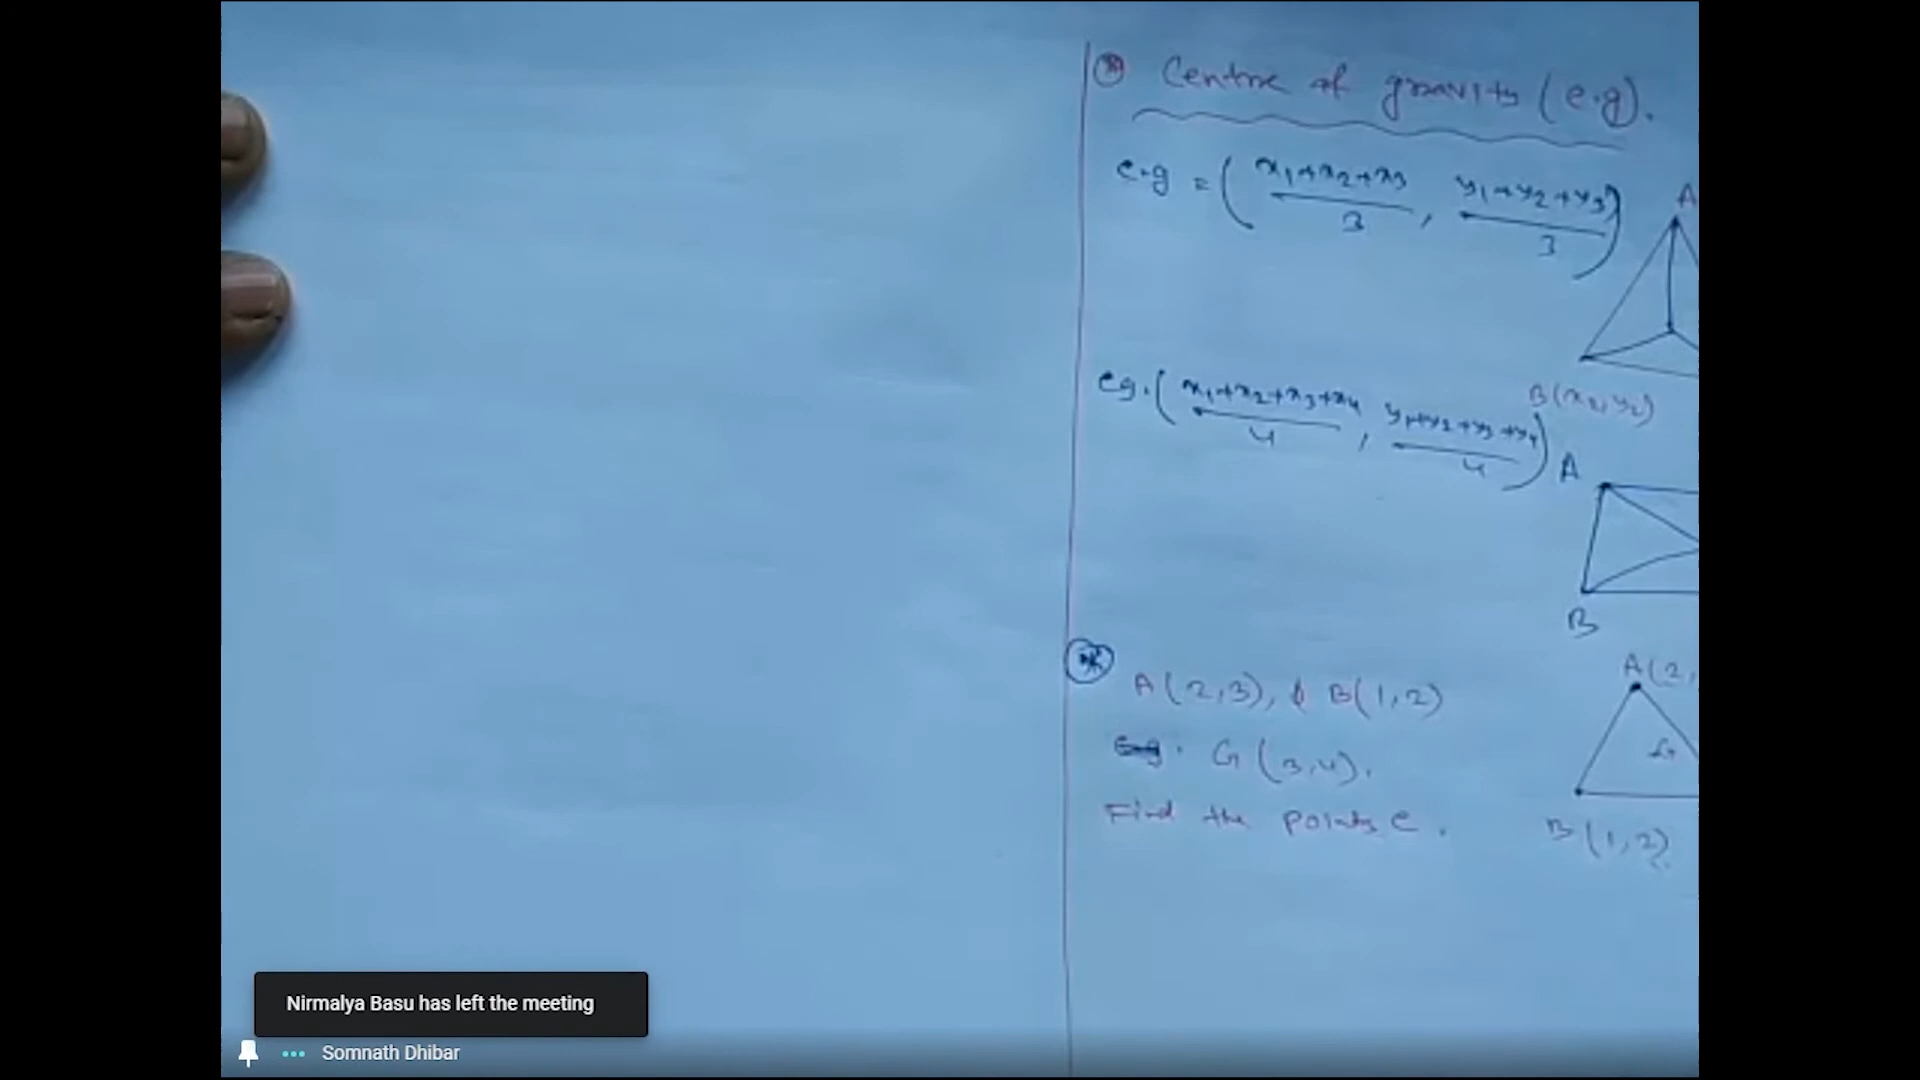 Centre of gravity (c.g).
c.g = ( x1+x2+x3 / 3 , y1+y2+y3 / 3 )
A
B(x2,y2)
cg. ( x1+x2+x3+x4 / 4 , y1+y2+y3+y4 / 4 )
A
B
A(2,3), & B(1,2)
G(3,4).
Find the points C.
A(2,
G
B(1,2).
Nirmalya Basu has left the meeting
Somnath Dhibar